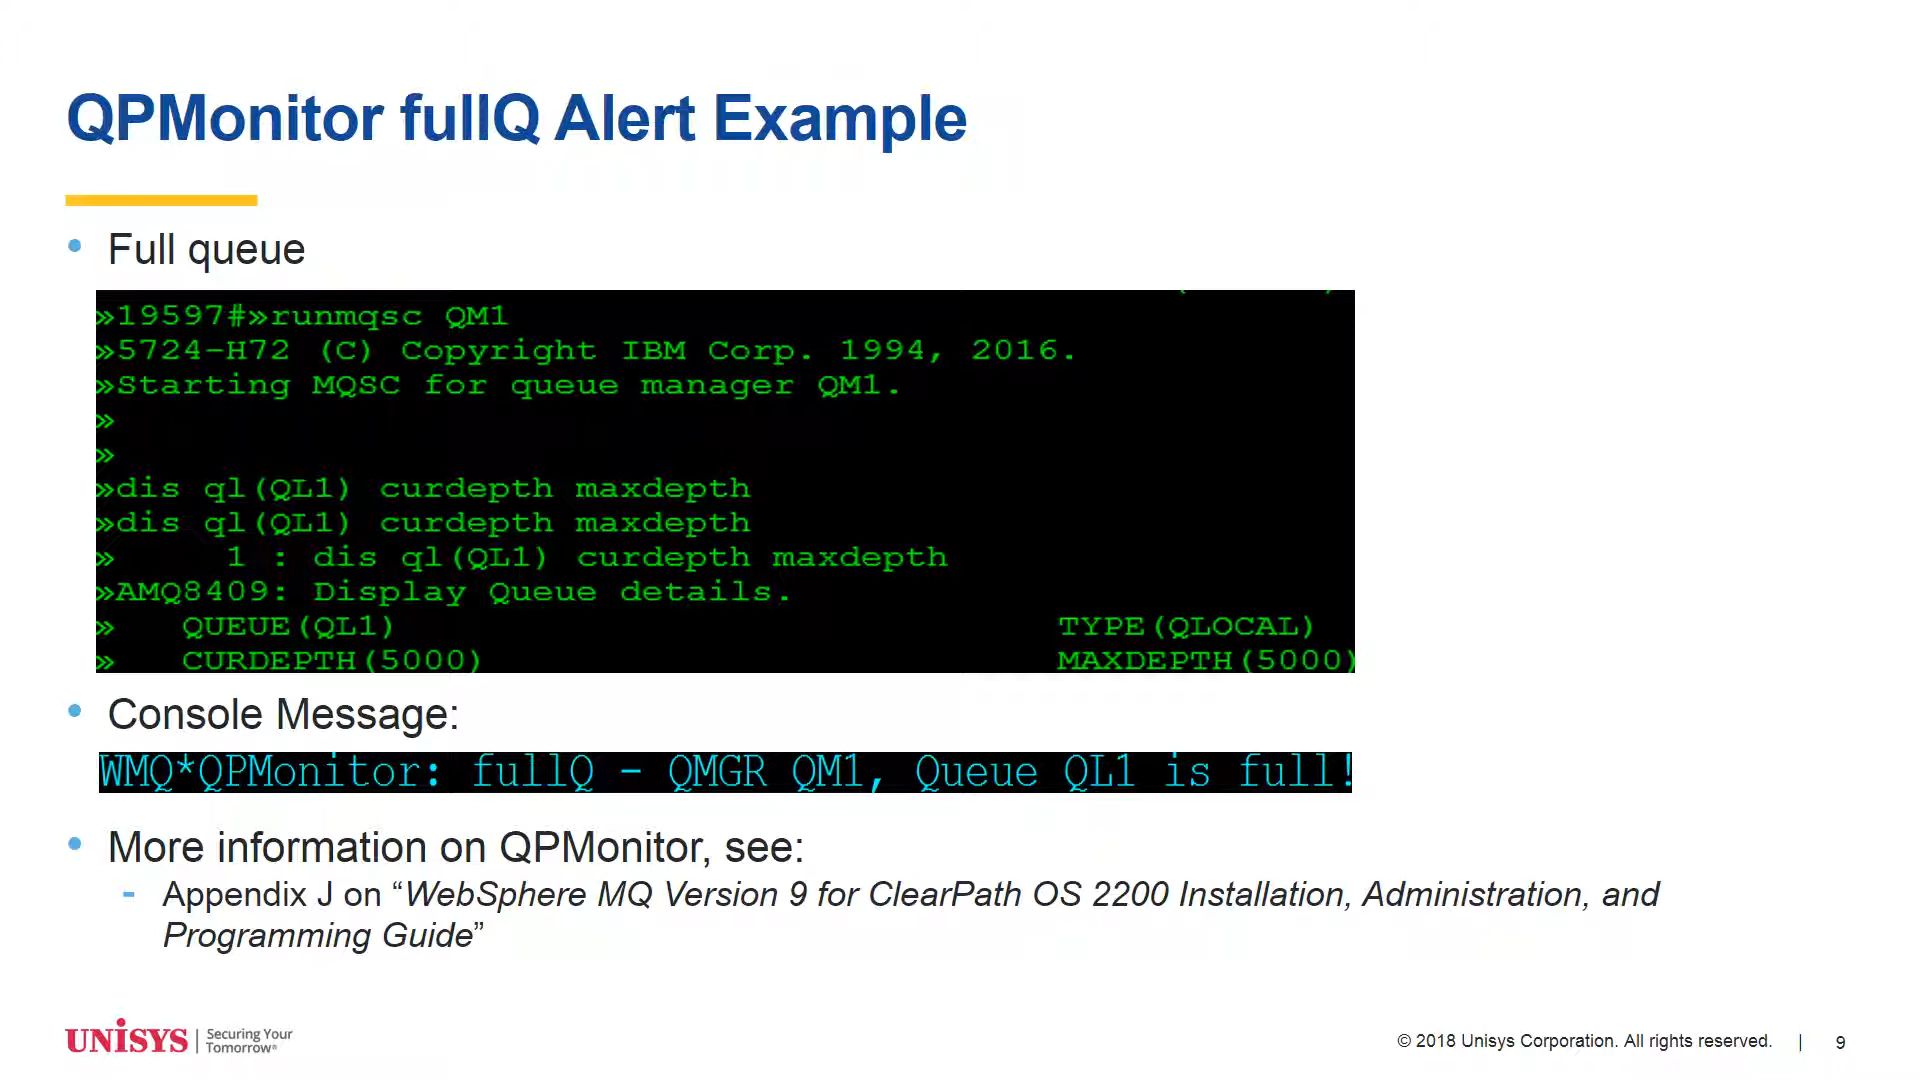 QPMonitor fullQ Alert Example
• Full queue
»19597#»runmqsc QM1
»5724-H72 (C) Copyright IBM Corp. 1994, 2016.
»Starting MQSC for queue manager QM1.
»
»
»dis ql(QL1) curdepth maxdepth
»dis ql(QL1) curdepth maxdepth
» 1 : dis ql(QL1) curdepth maxdepth
»AMQ8409: Display Queue details.
» QUEUE(QL1) TYPE(QLOCAL)
» CURDEPTH(5000) MAXDEPTH(5000)
• Console Message:
WMQ*QPMonitor: fullQ - QMGR QM1, Queue QL1 is full!
• More information on QPMonitor, see:
- Appendix J on “WebSphere MQ Version 9 for ClearPath OS 2200 Installation, Administration, and
Programming Guide”
UNiSYS | Securing Your
Tomorrow®
© 2018 Unisys Corporation. All rights reserved. | 9